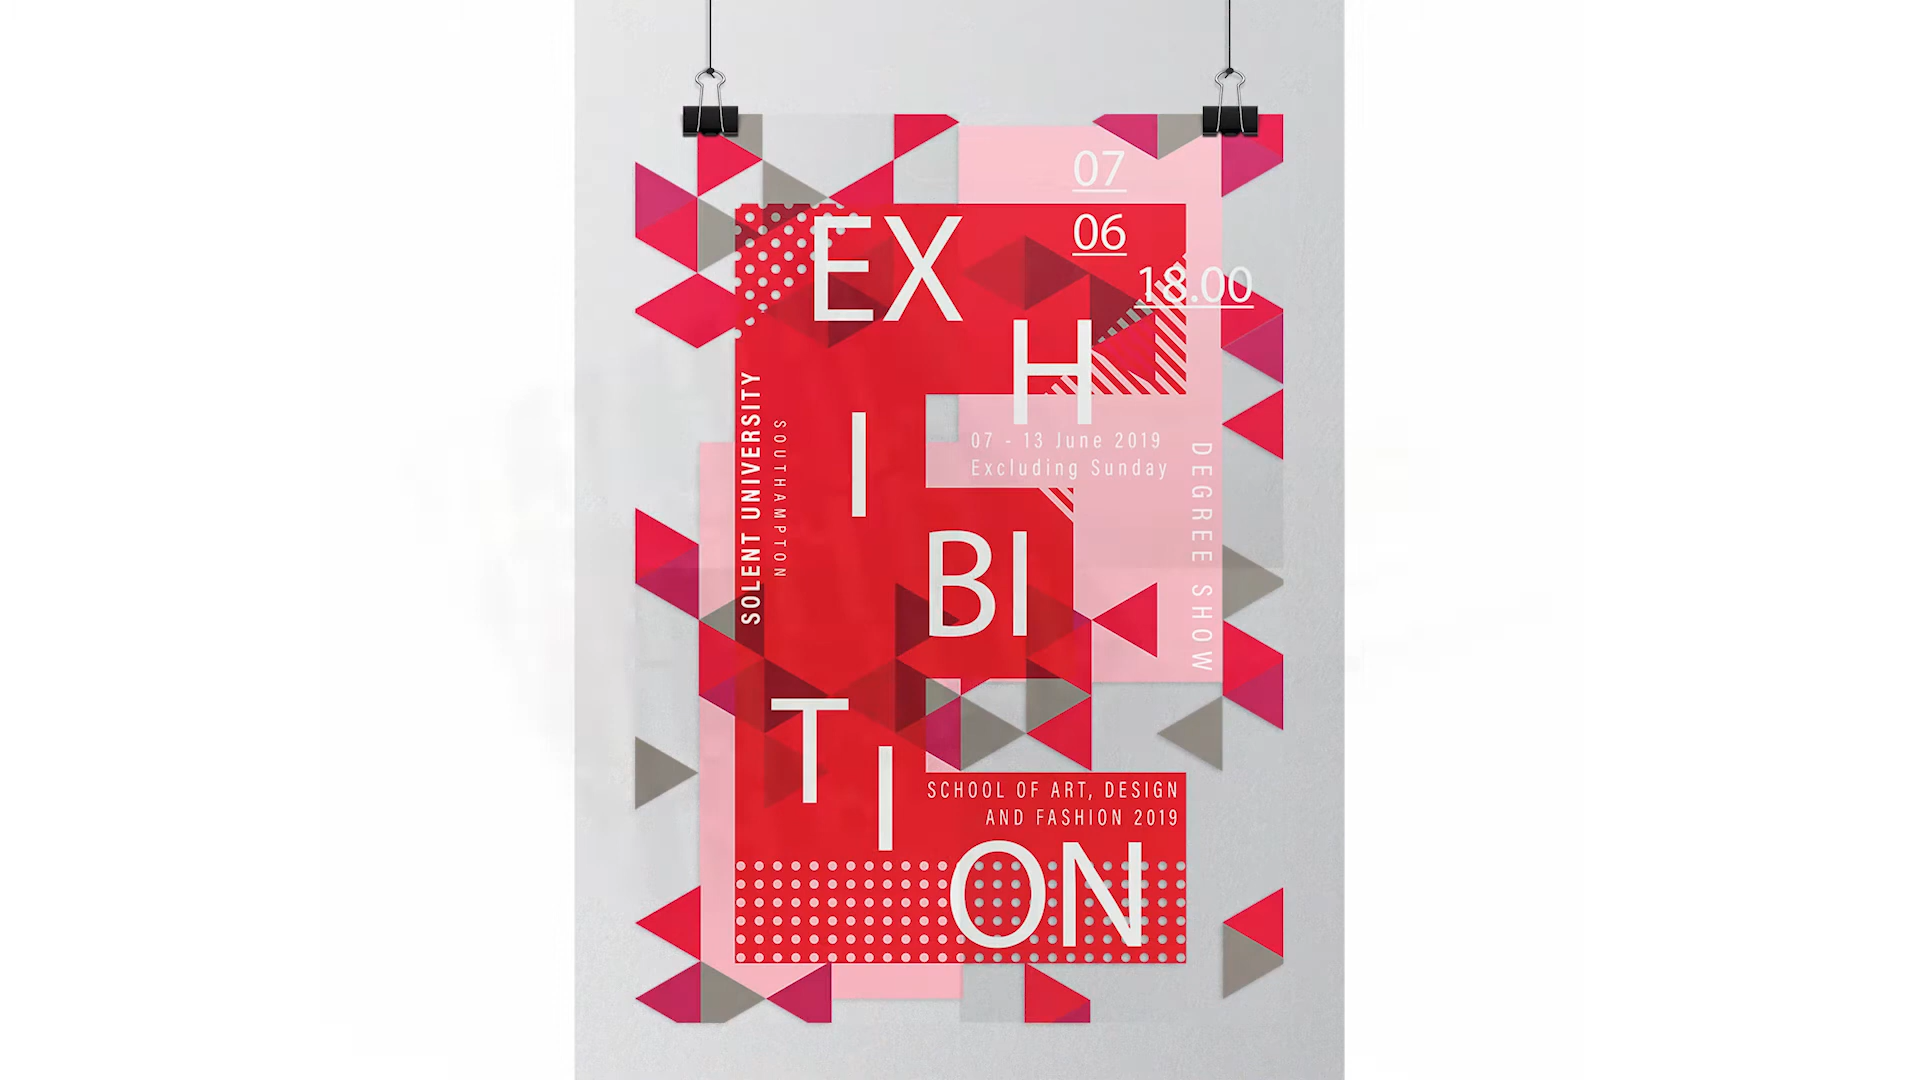 07
06
18.00
EX
H
I
BI
T
I
ON
SOLENT UNIVERSITY
SOUTHAMPTON
07 - 13 June 2019
Excluding Sunday
DEGREE SHOW
SCHOOL OF ART, DESIGN
AND FASHION 2019